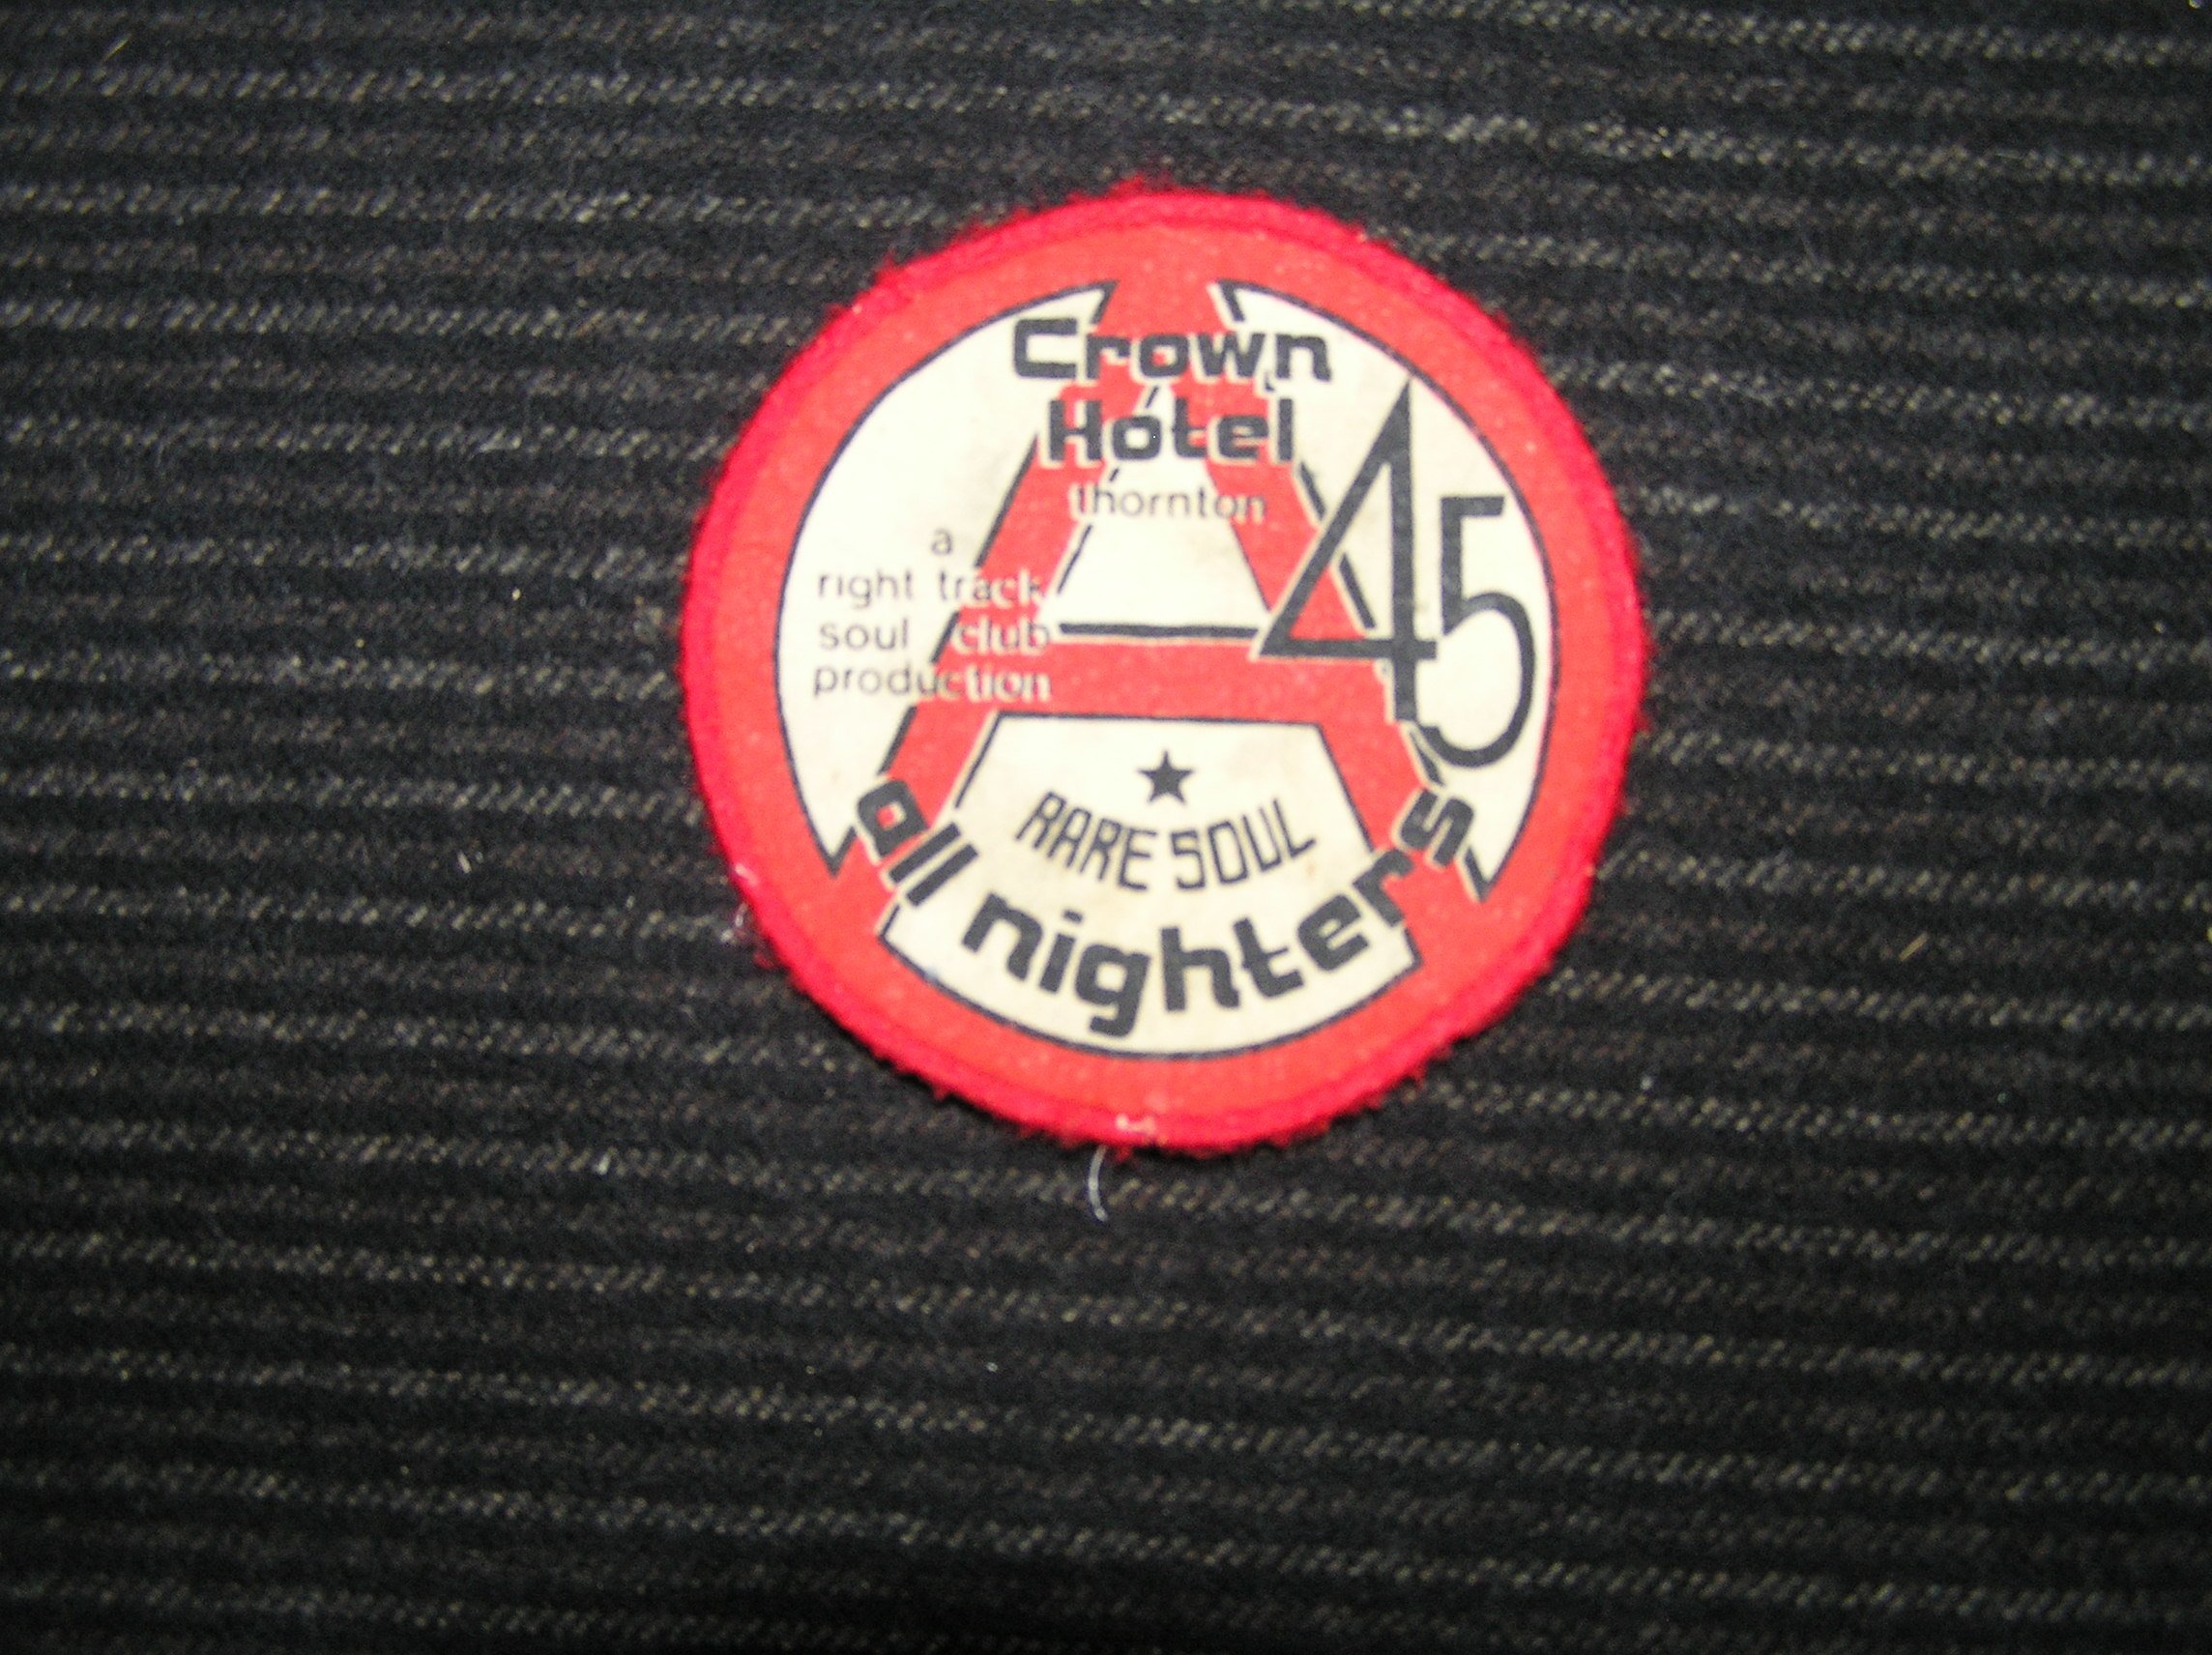 Crown
Hotel
thornton
A
45
a
right track
soul club
production
RARE SOUL
all nighters